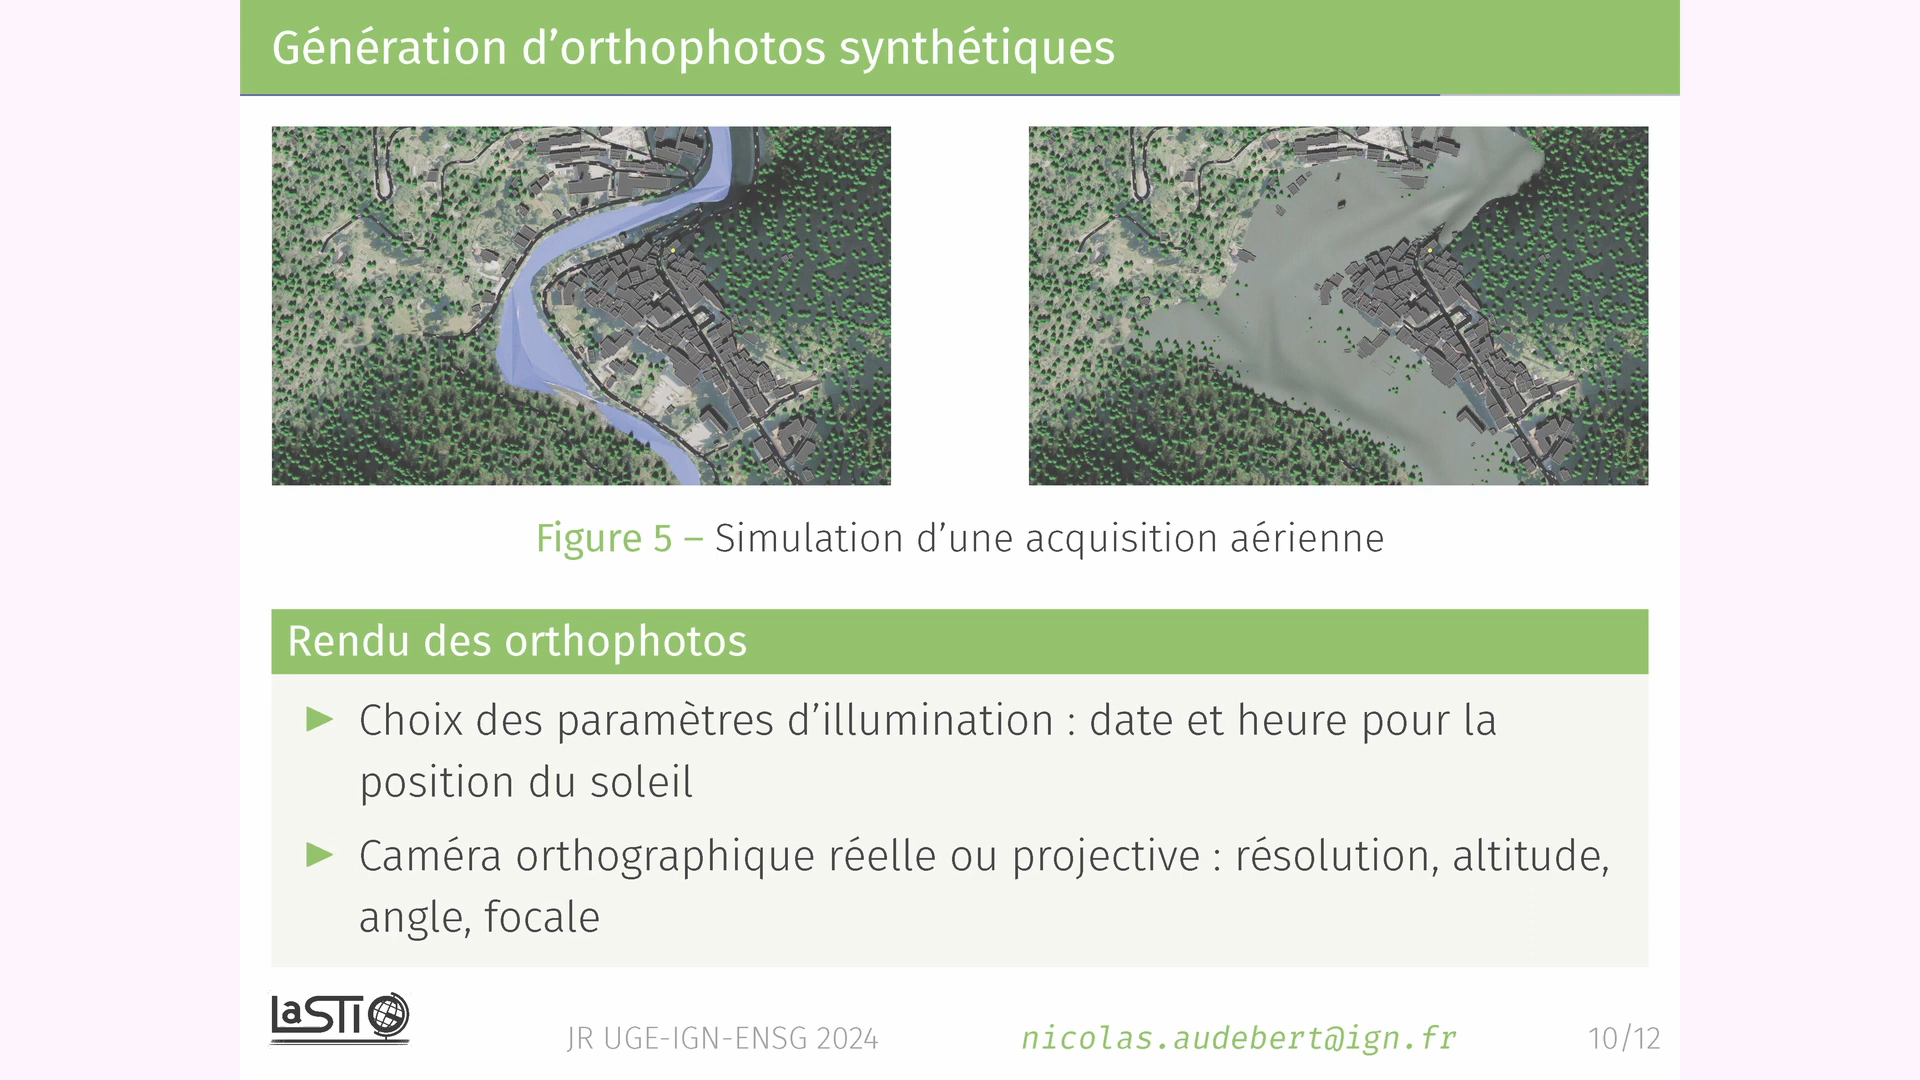 Génération d’orthophotos synthétiques
Figure 5 – Simulation d’une acquisition aérienne
Rendu des orthophotos
Choix des paramètres d’illumination : date et heure pour la
position du soleil
Caméra orthographique réelle ou projective : résolution, altitude,
angle, focale
LaSTI
JR UGE-IGN-ENSG 2024
nicolas.audebert@ign.fr
10/12